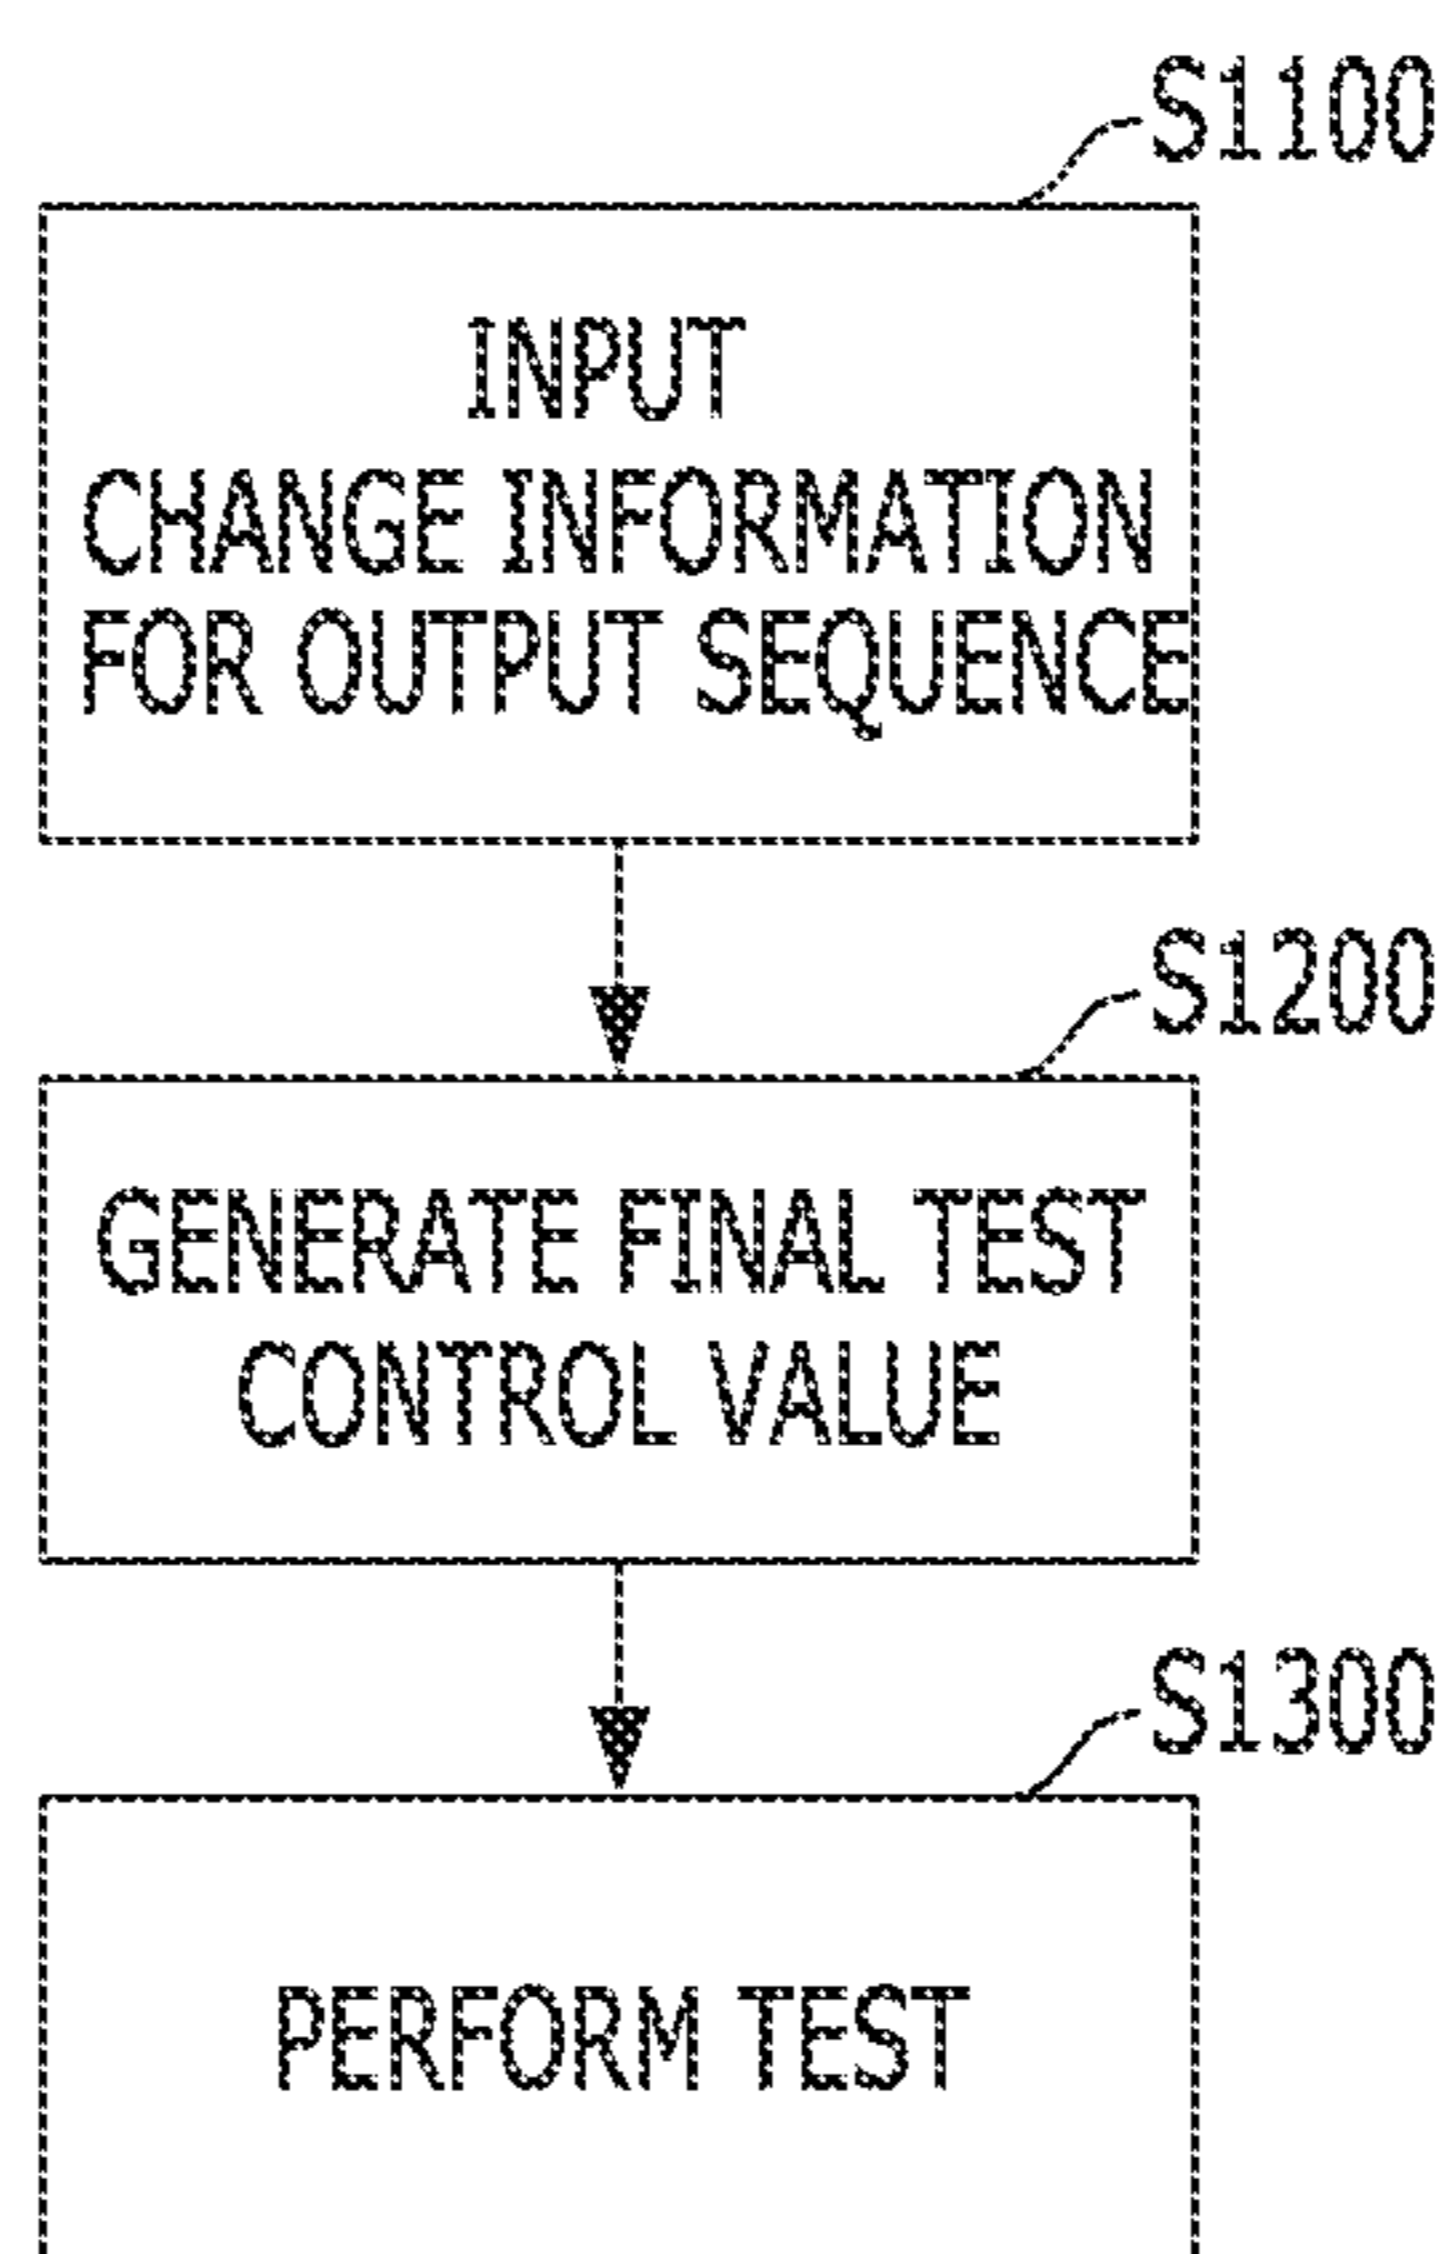 S1100
INPUT
CHANGE INFORMATION
FOR OUTPUT SEQUENCE
S1200
GENERATE FINAL TEST
CONTROL VALUE
S1300
PERFORM TEST